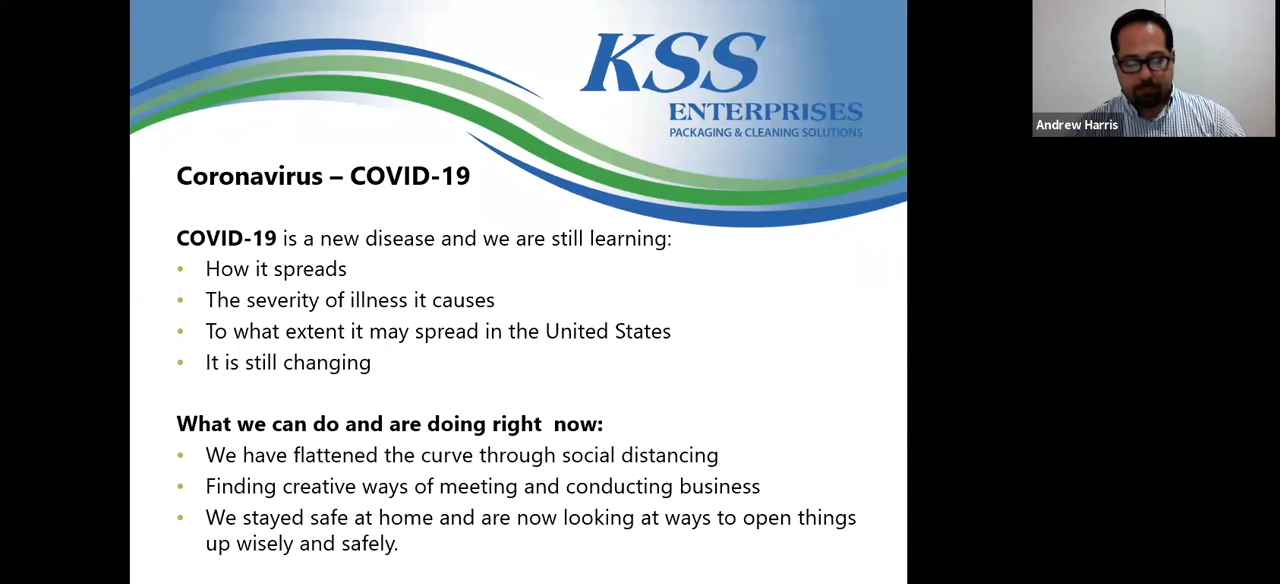 KSS
ENTERPRISES
PACKAGING & CLEANING SOLUTIONS
Andrew Harris
Coronavirus – COVID-19
COVID-19 is a new disease and we are still learning:
• How it spreads
• The severity of illness it causes
• To what extent it may spread in the United States
• It is still changing
What we can do and are doing right  now:
• We have flattened the curve through social distancing
• Finding creative ways of meeting and conducting business
• We stayed safe at home and are now looking at ways to open things
up wisely and safely.